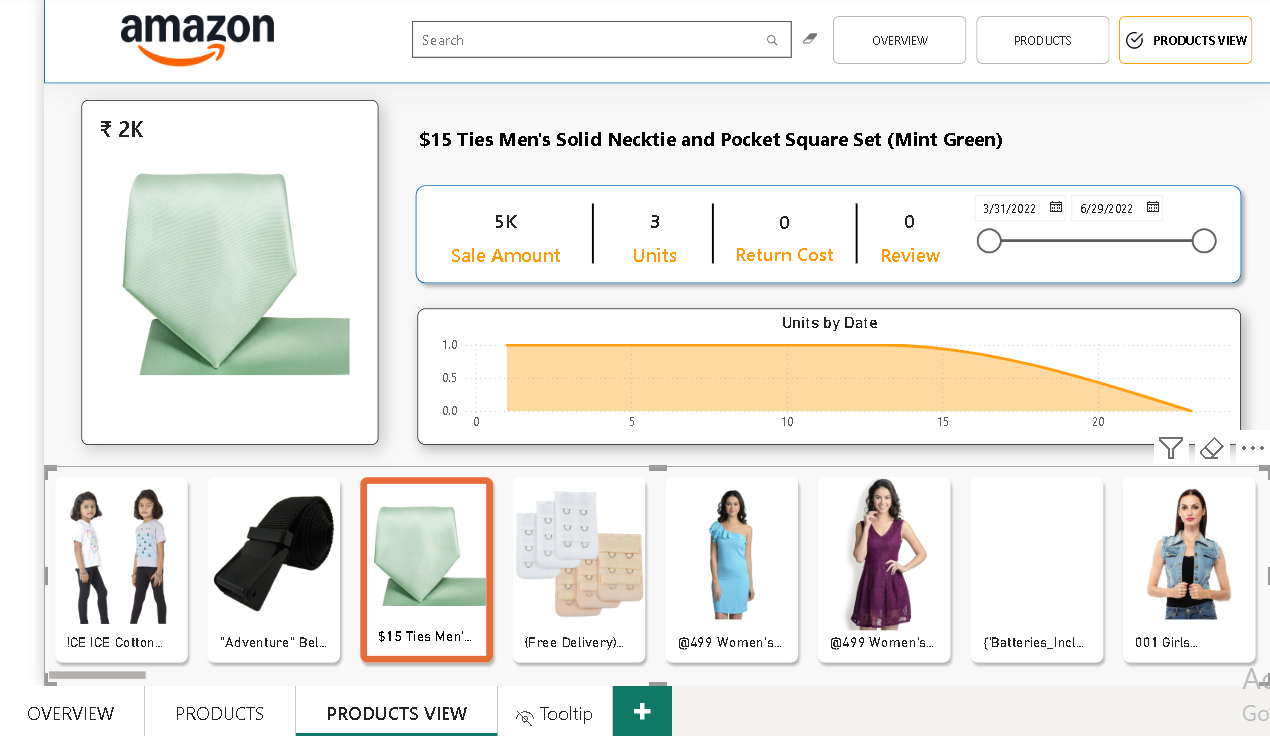 amazon
Search
OVERVIEW
PRODUCTS
PRODUCTS VIEW
₹ 2K
$15 Ties Men's Solid Necktie and Pocket Square Set (Mint Green)
5K
Sale Amount
3
Units
0
Return Cost
0
Review
3/31/2022
6/29/2022
Units by Date
1.0
0.5
0.0
0
5
10
15
20
!CE ICE Cotton...
"Adventure" Bel...
$15 Ties Men'...
(Free Delivery)...
@499 Women's...
@499 Women's...
{'Batteries_Incl...
001 Girls...
OVERVIEW
PRODUCTS
PRODUCTS VIEW
Tooltip
Go